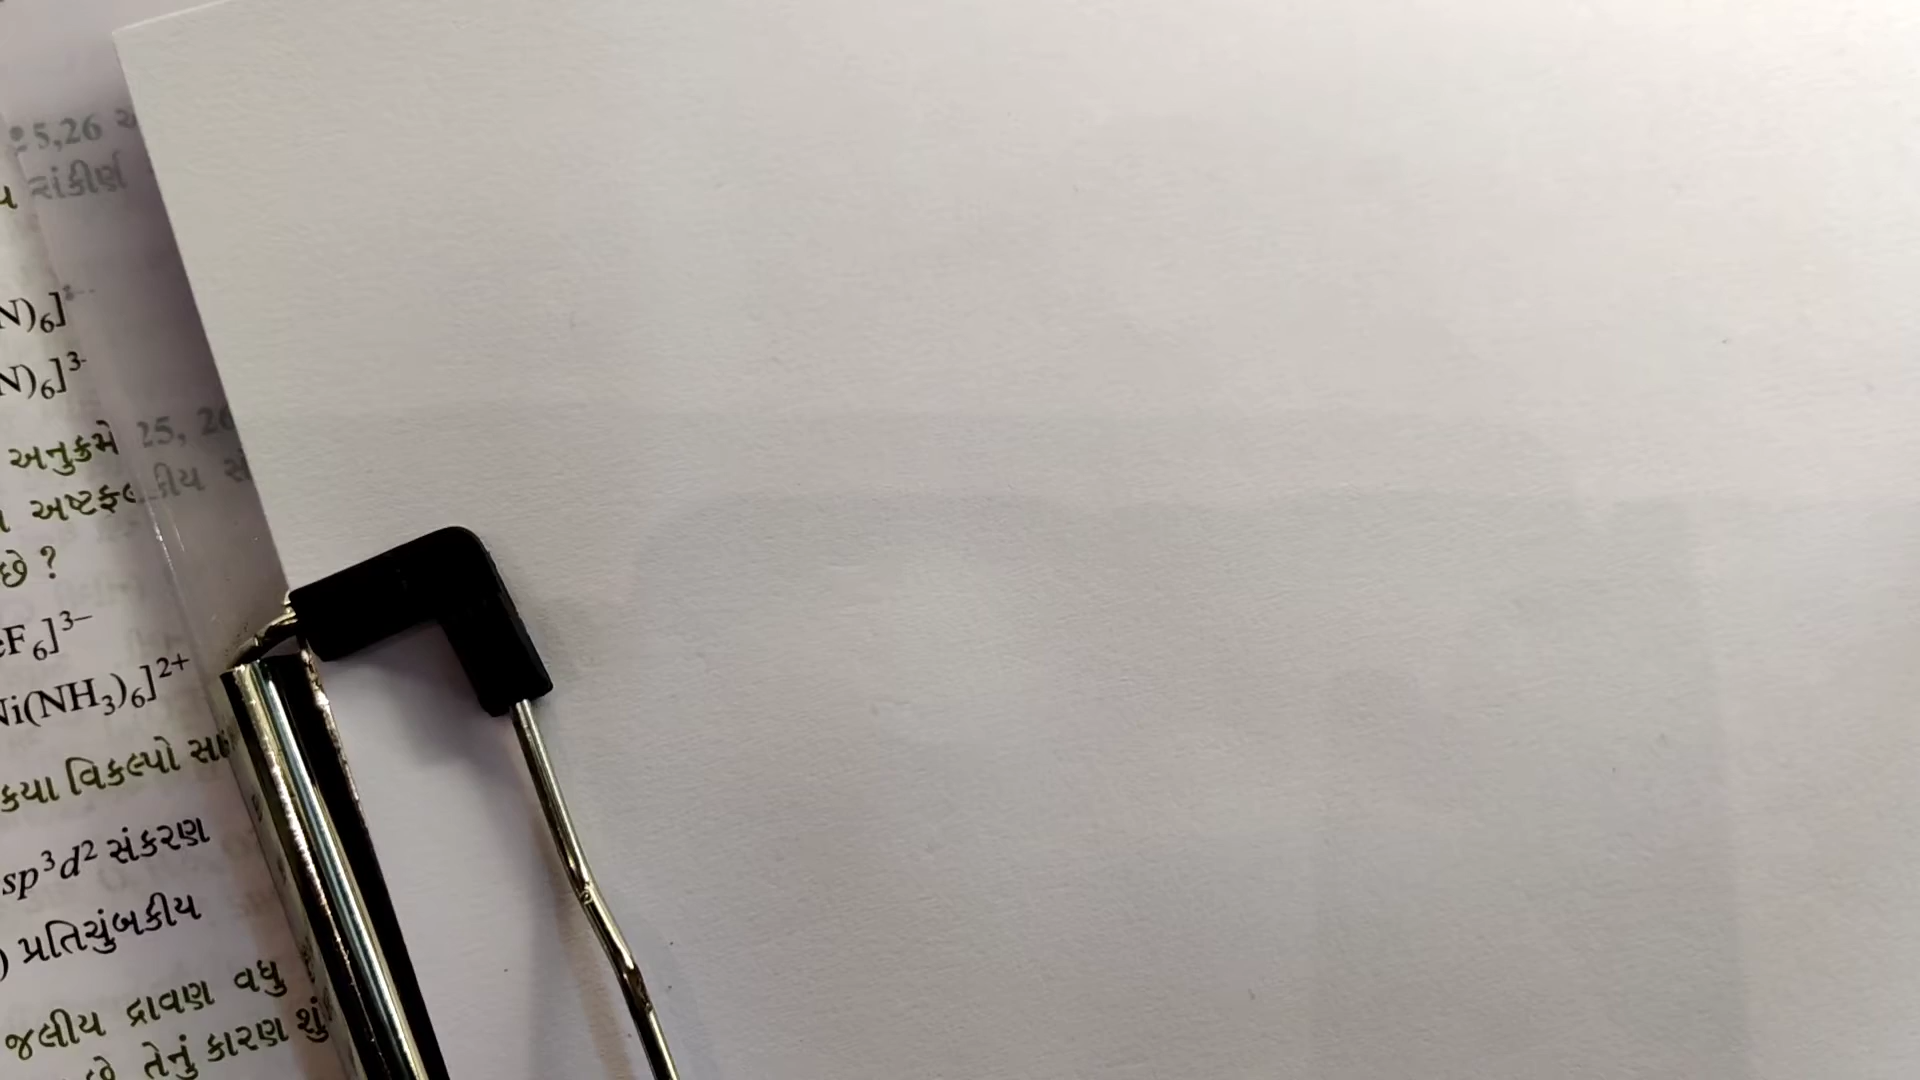 25,26
ય સંકીર્ણ
N)₆]
N)₆]³⁻
અનુક્રમે 25, 26
અષ્ટફલકીય
છે ?
F₆]³⁻
Ni(NH₃)₆]²⁺
કયા વિકલ્પો
sp³d² સંકરણ
) પ્રતિચુંબકીય
જલીય દ્રાવણ વધુ
છે. તેનું કારણ શું